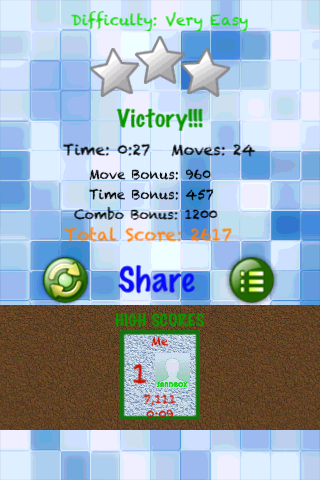 Difficulty: Very Easy
Victory!!!
Time: 0:27 Moves: 24
Move Bonus: 960
Time Bonus: 457
Combo Bonus: 1200
Total Score: 2617
Share
HIGH SCORES
Me
1
sandbox
7,111
0:09